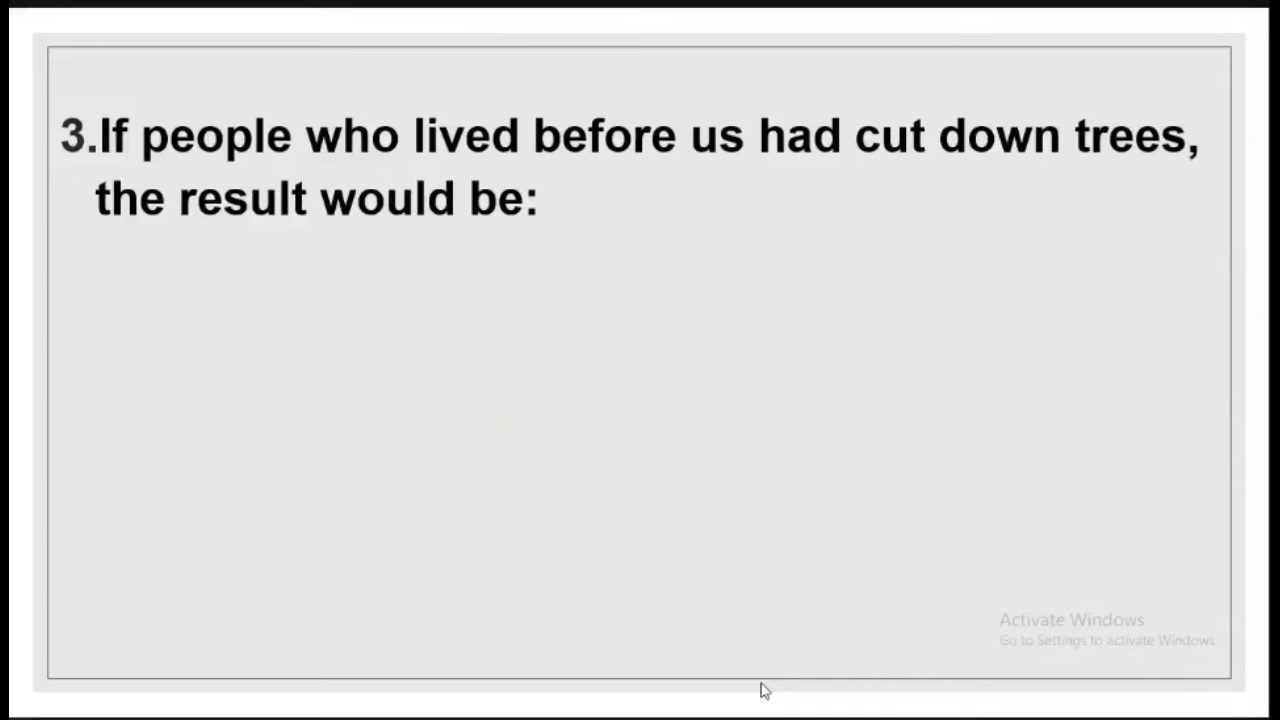 3.If people who lived before us had cut down trees,
the result would be:
Activate Windows
Go to Settings to activate Windows.